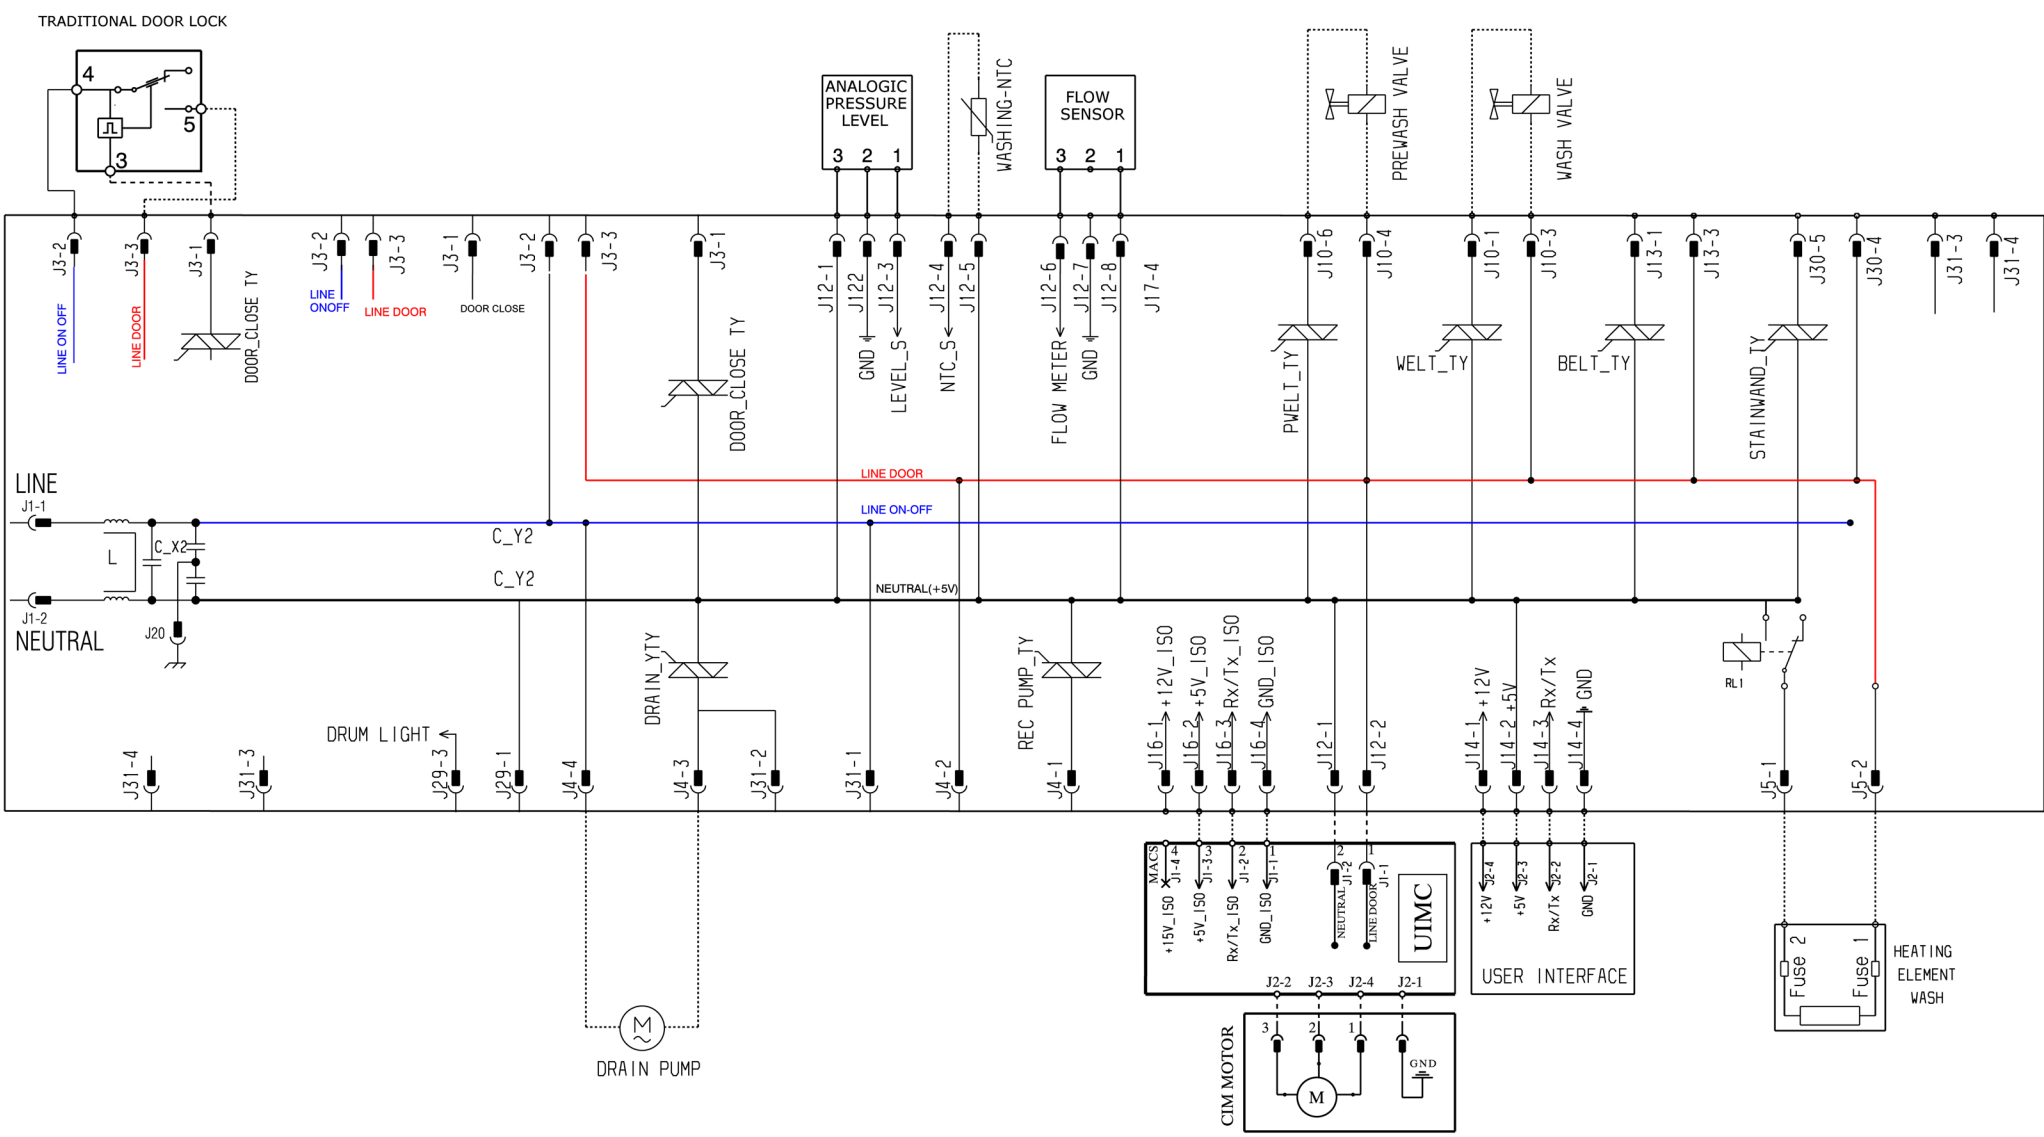 TRADITIONAL DOOR LOCK
4
5
3
ANALOGIC
PRESSURE
LEVEL
3 2 1
WASHING-NTC
FLOW
SENSOR
3 2 1
PREWASH VALVE
WASH VALVE
J3-2
J3-3
J3-1
J3-2
J3-3
J3-1
J3-2
J3-3
J3-1
J12-1
J122
J12-3
J12-4
J12-5
J12-6
J12-7
J12-8
J17-4
J10-6
J10-4
J10-1
J10-3
J13-1
J13-3
J30-5
J30-4
J31-3
J31-4
LINE ON OFF
LINE DOOR
DOOR_CLOSE TY
LINE
ONOFF
LINE DOOR
DOOR CLOSE
DOOR_CLOSE TY
GND
LEVEL_S
NTC_S
FLOW METER
GND
PWELT_TY
WELT_TY
BELT_TY
STAINWAND_TY
LINE DOOR
LINE
J1-1
LINE ON-OFF
C_Y2
C_X2
L
C_Y2
NEUTRAL(+5V)
J1-2
NEUTRAL
J20
DRAIN_YTY
REC PUMP_TY
+12V_ISO
+5V_ISO
Rx/Tx_ISO
GND_ISO
+12V
+5V
Rx/Tx
GND
RL1
DRUM LIGHT
J31-4
J31-3
J29-3
J29-1
J4-4
J4-3
J31-2
J31-1
J4-2
J4-1
J16-1
J16-2
J16-3
J16-4
J12-1
J12-2
J14-1
J14-2
J14-3
J14-4
J5-1
J5-2
MACS
4 3 2 1 2 1
J1-4
J1-3
J1-2
J1-1
J1-2
J1-1
+15V_ISO
+5V_ISO
Rx/Tx_ISO
GND_ISO
NEUTRAL
LINE DOOR
UIMC
J2-4
J2-3
J2-2
J2-1
+12V
+5V
Rx/Tx
GND
USER INTERFACE
J2-2 J2-3 J2-4 J2-1
Fuse 2
Fuse 1
HEATING
ELEMENT
WASH
M
DRAIN PUMP
CIM MOTOR
3 2 1
GND
M